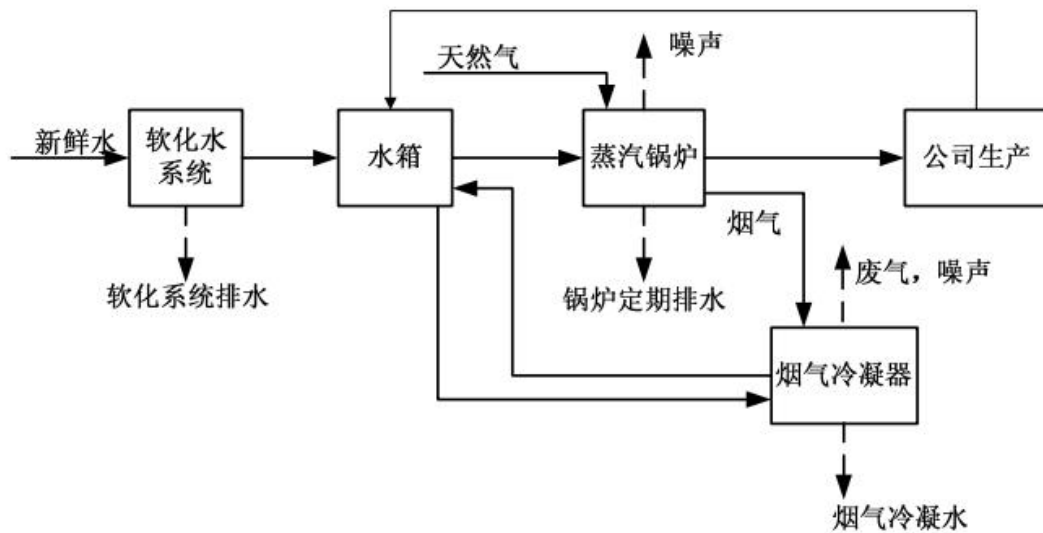 天然气
噪声
新鲜水
软化水
系统
水箱
蒸汽锅炉
公司生产
烟气
废气，噪声
软化系统排水
锅炉定期排水
烟气冷凝器
烟气冷凝水